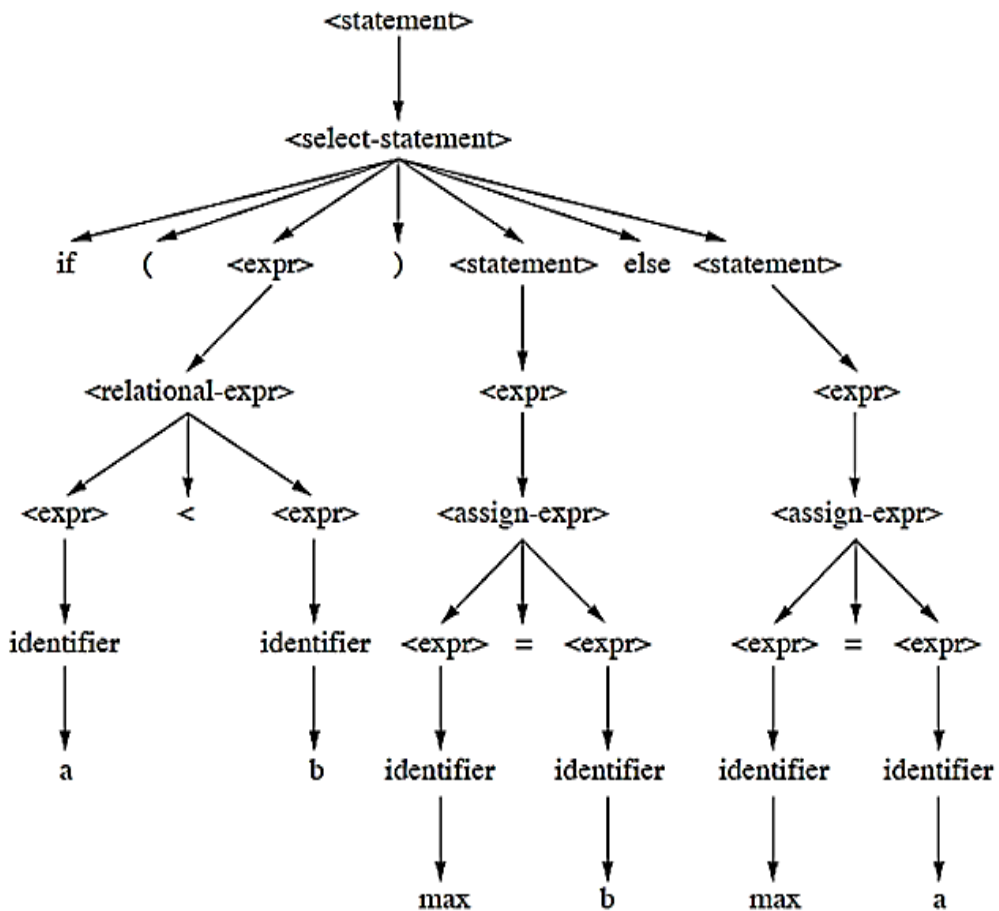 <statement>
<select-statement>
if ( <expr> ) <statement> else <statement>
<relational-expr> <expr> <expr>
<expr> < <expr> <assign-expr> <assign-expr>
identifier identifier <expr> = <expr> <expr> = <expr>
a b identifier identifier identifier identifier
max b max a